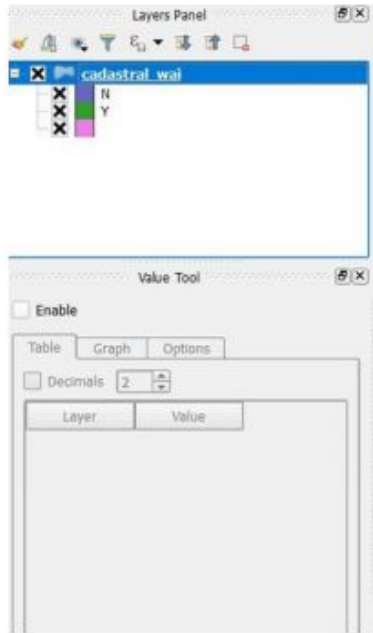 Layers Panel
cadastral_wai
N
Y
Value Tool
Enable
Table Graph Options
Decimals 2
Layer Value